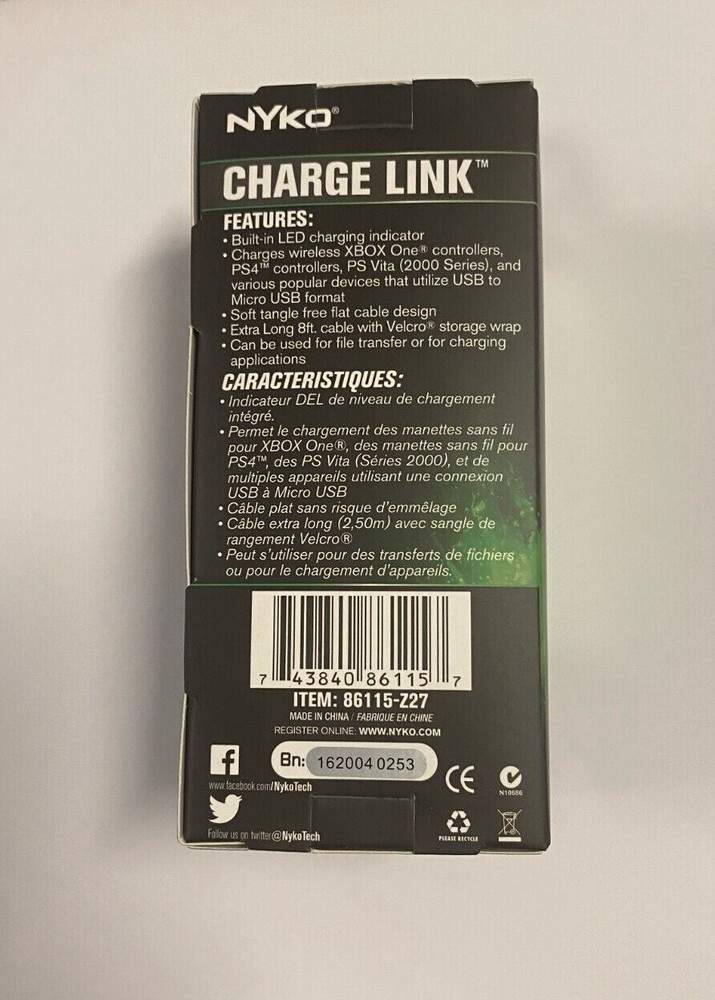 NYKO®
CHARGE LINK™
FEATURES:
• Built-in LED charging indicator
• Charges wireless XBOX One® controllers,
PS4™ controllers, PS Vita (2000 Series), and
various popular devices that utilize USB to
Micro USB format
• Soft tangle free flat cable design
• Extra Long 8ft. cable with Velcro® storage wrap
• Can be used for file transfer or for charging
applications
CARACTERISTIQUES:
• Indicateur DEL de niveau de chargement
intégré.
• Permet le chargement des manettes sans fil
pour XBOX One®, des manettes sans fil pour
PS4™, des PS Vita (Séries 2000), et de
multiples appareils utilisant une connexion
USB à Micro USB
• Câble plat sans risque d'emmêlage
• Câble extra long (2,50m) avec sangle de
rangement Velcro®
• Peut s'utiliser pour des transferts de fichiers
ou pour le chargement d'appareils.
7 43840 86115 7
ITEM: 86115-Z27
MADE IN CHINA / FABRIQUE EN CHINE
REGISTER ONLINE: WWW.NYKO.COM
Bn: 162004 0253
www.facebook.com/NykoTech
Follow us on twitter@NykoTech
CE
N10686
PLEASE RECYCLE